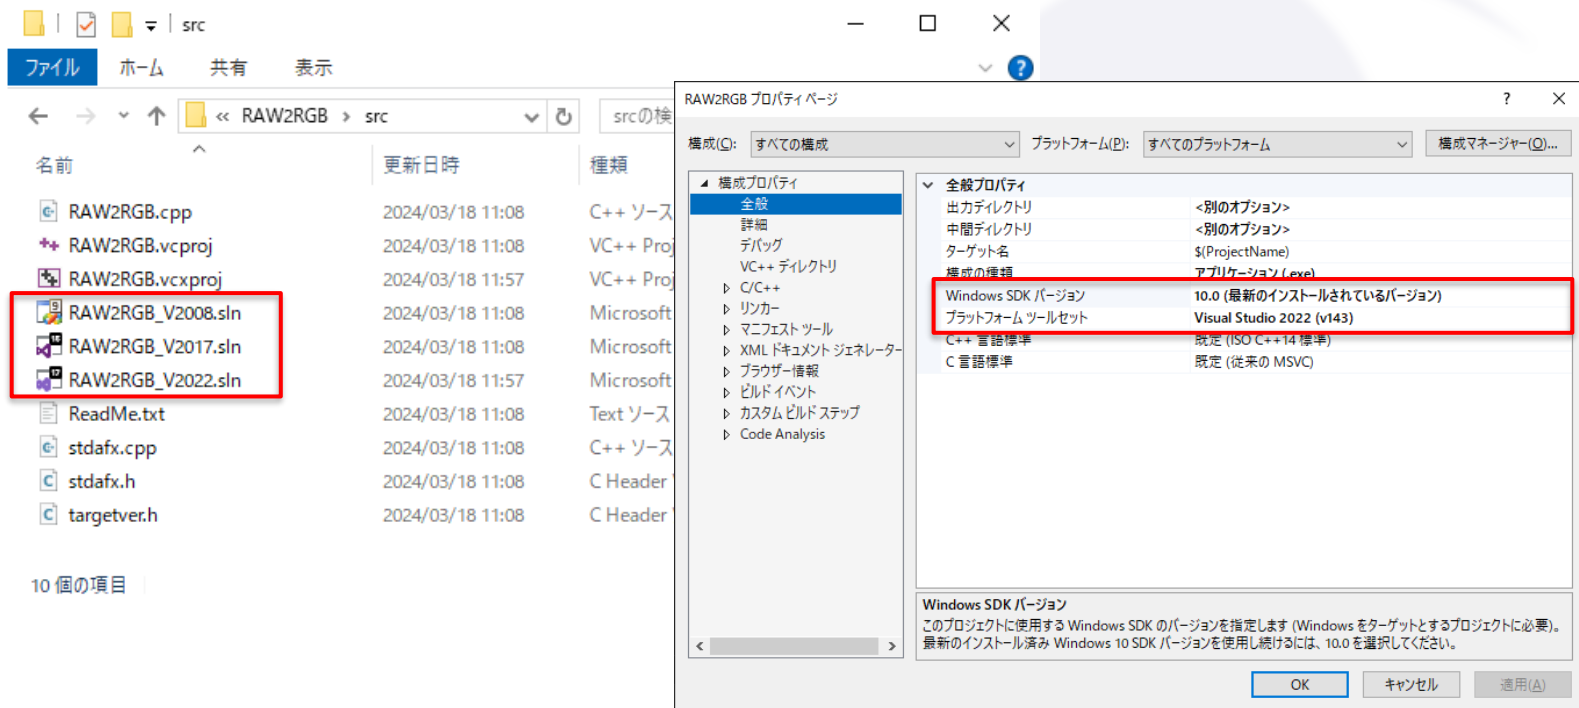 src
ファイル ホーム 共有 表示
« RAW2RGB › src
srcの検
名前 更新日時 種類
RAW2RGB.cpp 2024/03/18 11:08 C++ ソース
RAW2RGB.vcproj 2024/03/18 11:08 VC++ Proj
RAW2RGB.vcxproj 2024/03/18 11:57 VC++ Proj
RAW2RGB_V2008.sln 2024/03/18 11:08 Microsoft
RAW2RGB_V2017.sln 2024/03/18 11:08 Microsoft
RAW2RGB_V2022.sln 2024/03/18 11:57 Microsoft
ReadMe.txt 2024/03/18 11:08 Text ソース
stdafx.cpp 2024/03/18 11:08 C++ ソース
stdafx.h 2024/03/18 11:08 C Header
targetver.h 2024/03/18 11:08 C Header
10 個の項目
RAW2RGB プロパティ ページ
構成(C): すべての構成 プラットフォーム(P): すべてのプラットフォーム 構成マネージャー(O)...
構成プロパティ
全般
詳細
デバッグ
VC++ ディレクトリ
C/C++
リンカー
マニフェスト ツール
XML ドキュメント ジェネレーター
ブラウザー情報
ビルド イベント
カスタム ビルド ステップ
Code Analysis
全般プロパティ
出力ディレクトリ <別のオプション>
中間ディレクトリ <別のオプション>
ターゲット名 $(ProjectName)
構成の種類 アプリケーション (.exe)
Windows SDK バージョン 10.0 (最新のインストールされているバージョン)
プラットフォーム ツールセット Visual Studio 2022 (v143)
C++ 言語標準 既定 (ISO C++14 標準)
C 言語標準 既定 (従来の MSVC)
Windows SDK バージョン
このプロジェクトに使用する Windows SDK のバージョンを指定します (Windows をターゲットとするプロジェクトに必要)。
最新のインストール済み Windows 10 SDK バージョンを使用し続けるには、10.0 を選択してください。
OK キャンセル 適用(A)